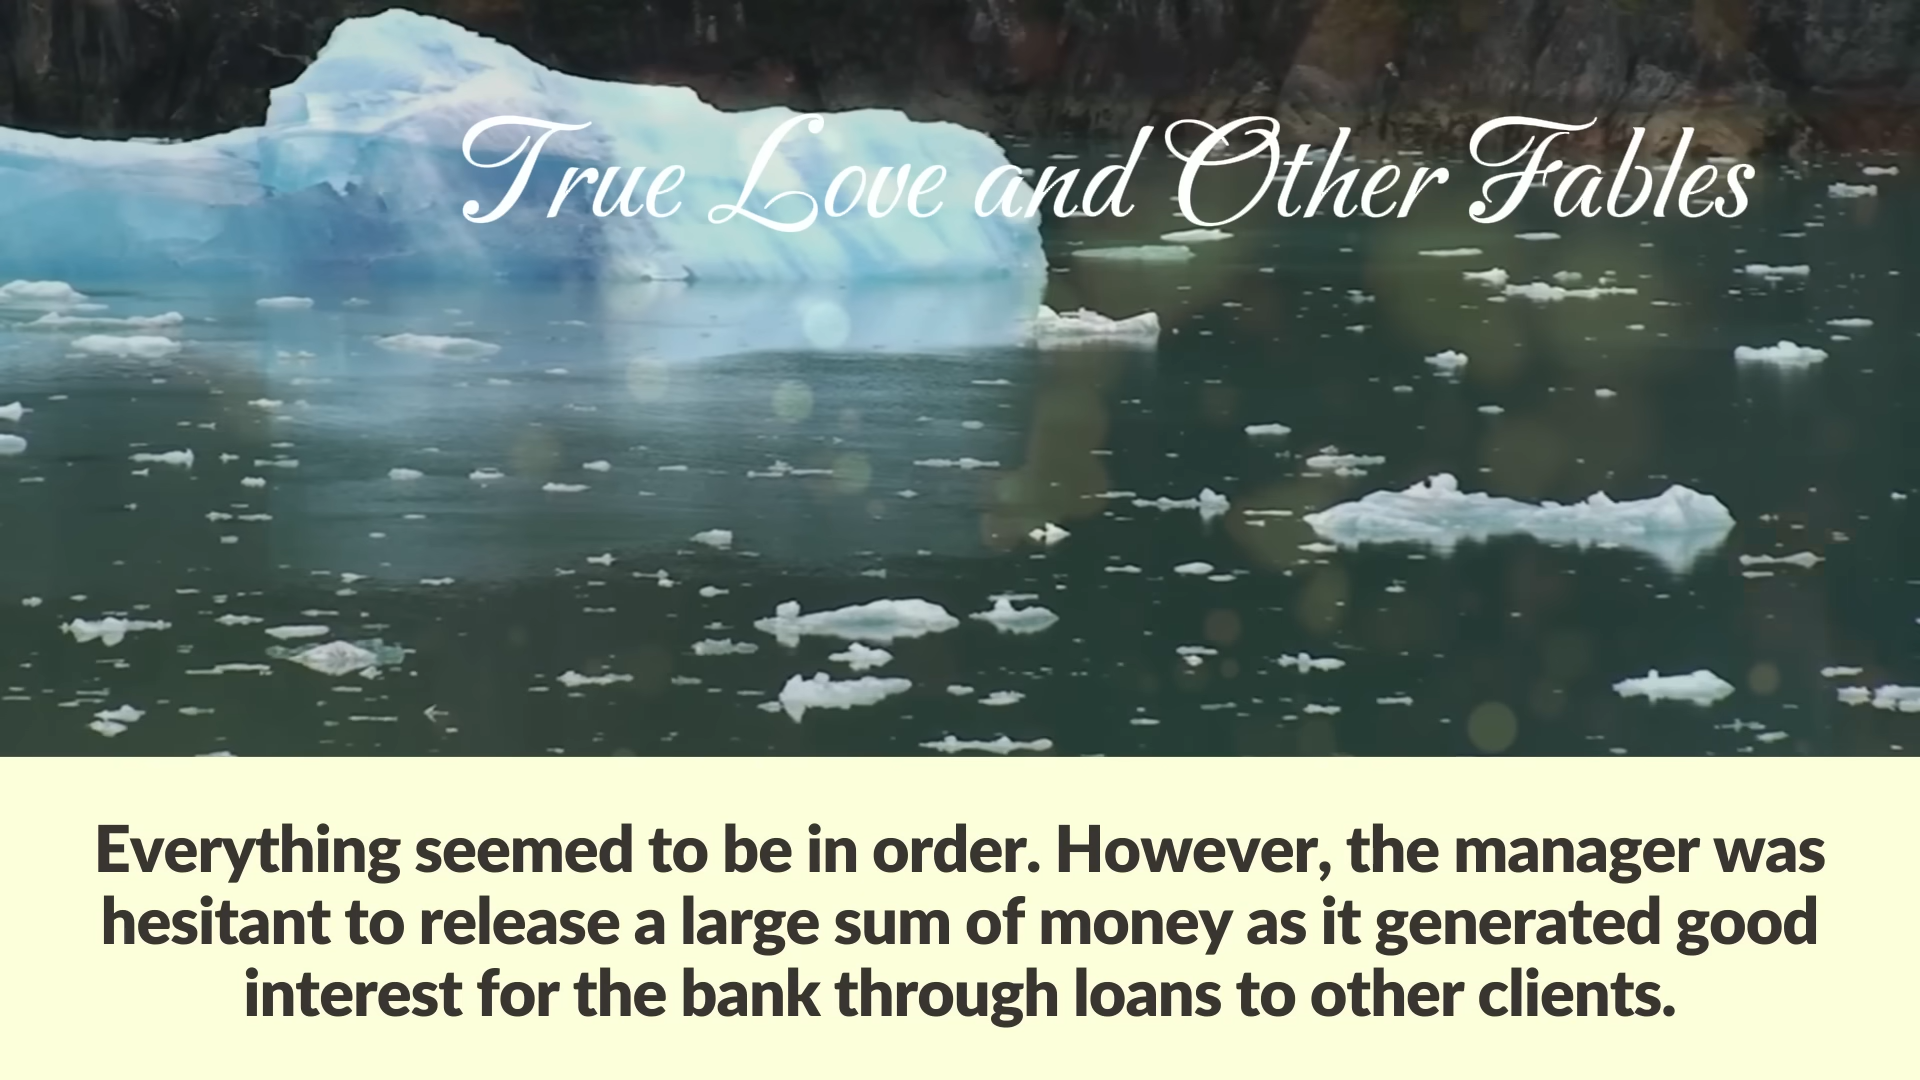 True Love and Other Fables
Everything seemed to be in order. However, the manager was
hesitant to release a large sum of money as it generated good
interest for the bank through loans to other clients.